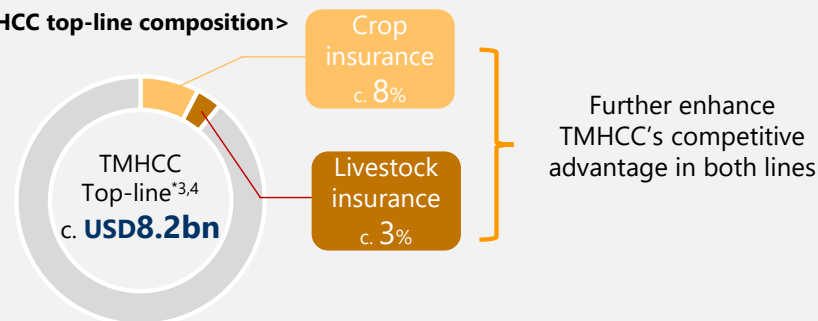 HCC top-line composition>
Crop
insurance
c. 8%
TMHCC
Top-line*3,4
c. USD8.2bn
Livestock
insurance
c. 3%
Further enhance
TMHCC's competitive
advantage in both lines